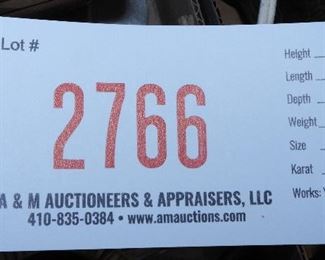 Lot #
2766
A & M AUCTIONEERS & APPRAISERS, LLC
410-835-0384 • www.amauctions.com
Height
Length
Depth
Weight
Size
Karat
Works: